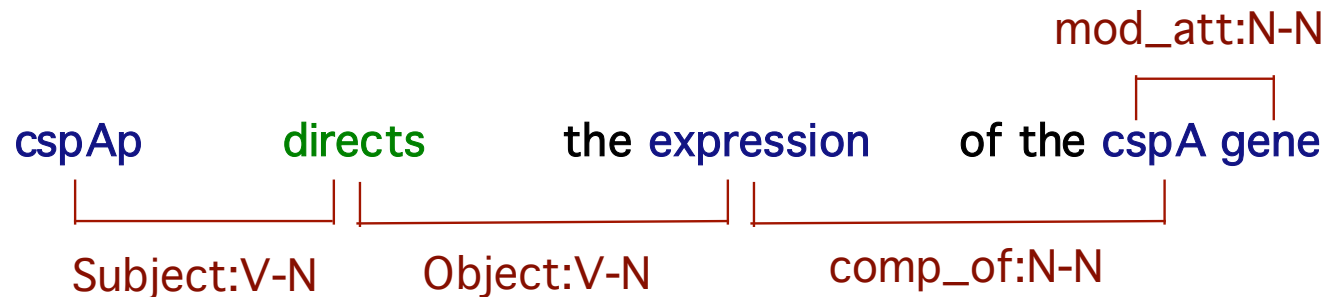 mod_att:N-N
cspAp directs the expression of the cspA gene
Subject:V-N Object:V-N comp_of:N-N